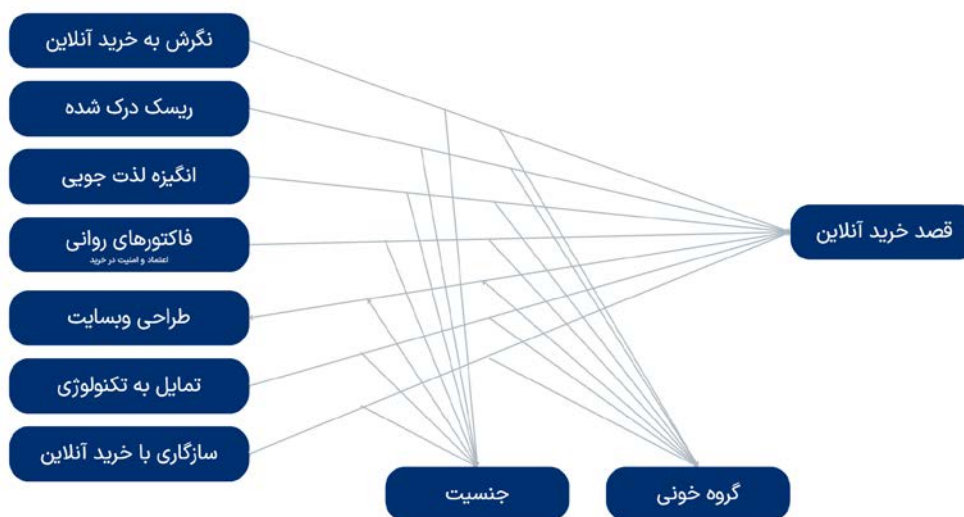 نگرش به خرید آنلاین
ریسک درک شده
انگیزه لذت جویی
فاکتورهای روانی
اعتماد و امنیت در خرید
طراحی وبسایت
تمایل به تکنولوژی
سازگاری با خرید آنلاین
قصد خرید آنلاین
گروه خونی
جنسیت